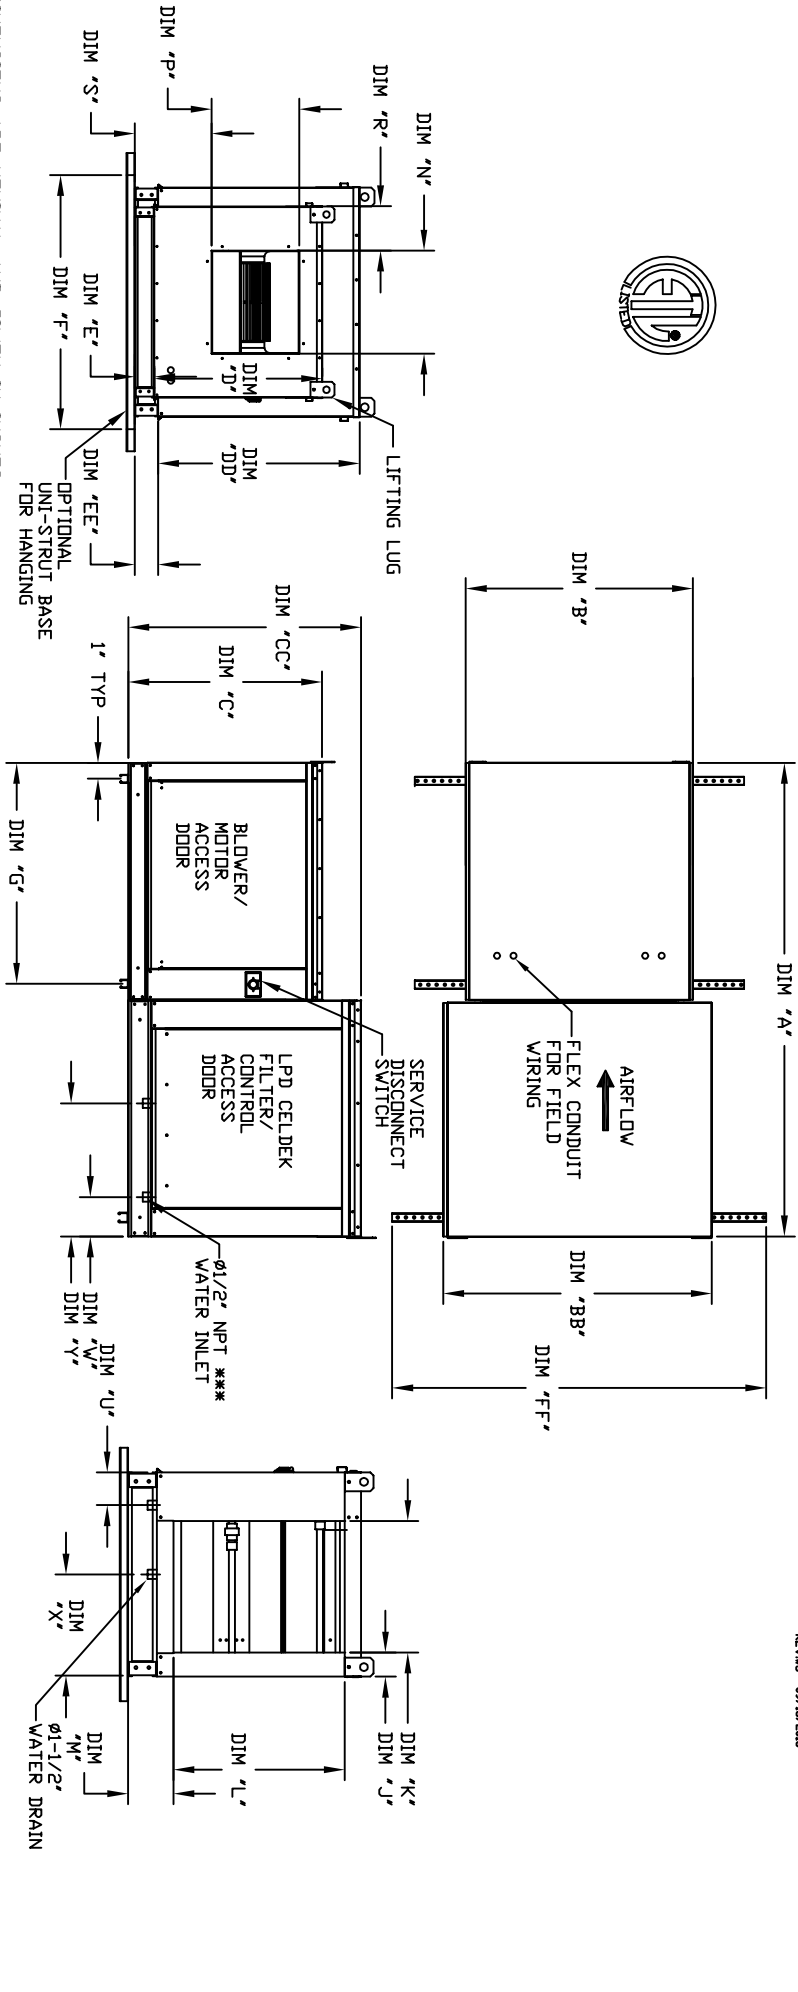 LISTED
DIM "A"
AIRFLOW
DIM "B"
FLEX CONDUIT
FOR FIELD
WIRING
DIM "BB"
DIM "FF"
DIM "N"
DIM "R"
DIM "P"
DIM "S"
LIFTING LUG
DIM
"D"
DIM
"DD"
DIM "E"
DIM "F"
DIM "EE"
OPTIONAL
UNI-STRUT BASE
FOR HANGING
DIM "CC"
DIM "C"
1" TYP
DIM "G"
BLOWER/
MOTOR
ACCESS
DOOR
SERVICE
DISCONNECT
SWITCH
LPD CELDEK
FILTER/
CONTROL
ACCESS
DOOR
ø1/2" NPT ***
WATER INLET
DIM "U"
DIM "W"
DIM "Y"
DIM "K"
DIM "J"
DIM "L"
DIM
"M"
DIM
"X"
ø1-1/2"
WATER DRAIN